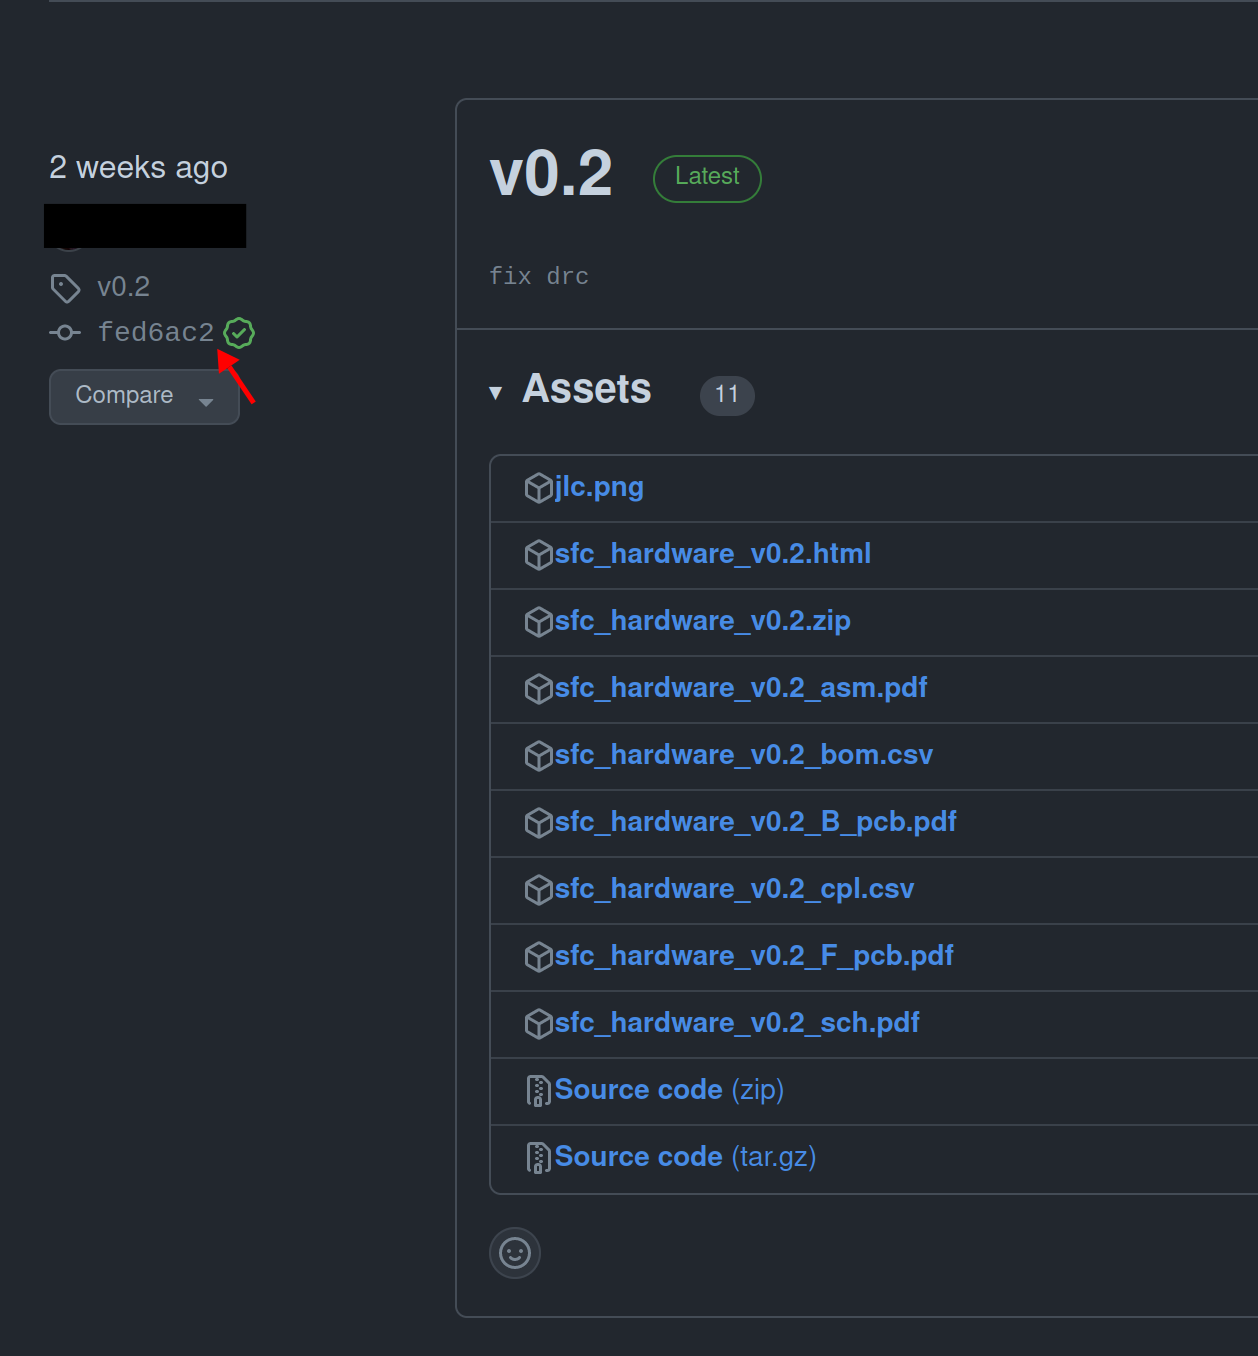 2 weeks ago
v0.2
fed6ac2
Compare
v0.2 Latest
fix drc
Assets 11
jlc.png
sfc_hardware_v0.2.html
sfc_hardware_v0.2.zip
sfc_hardware_v0.2_asm.pdf
sfc_hardware_v0.2_bom.csv
sfc_hardware_v0.2_B_pcb.pdf
sfc_hardware_v0.2_cpl.csv
sfc_hardware_v0.2_F_pcb.pdf
sfc_hardware_v0.2_sch.pdf
Source code (zip)
Source code (tar.gz)